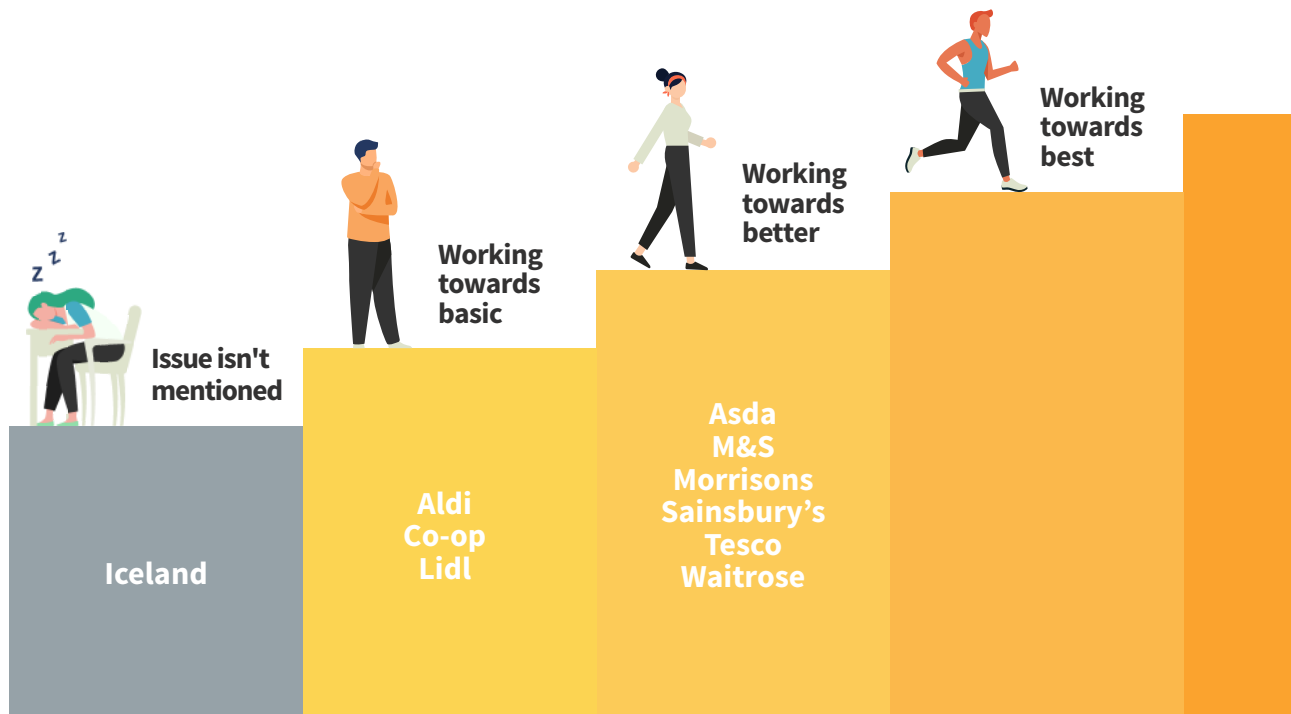 z
z
z
Issue isn't
mentioned
Iceland
Working
towards
basic
Aldi
Co-op
Lidl
Working
towards
better
Asda
M&S
Morrisons
Sainsbury’s
Tesco
Waitrose
Working
towards
best